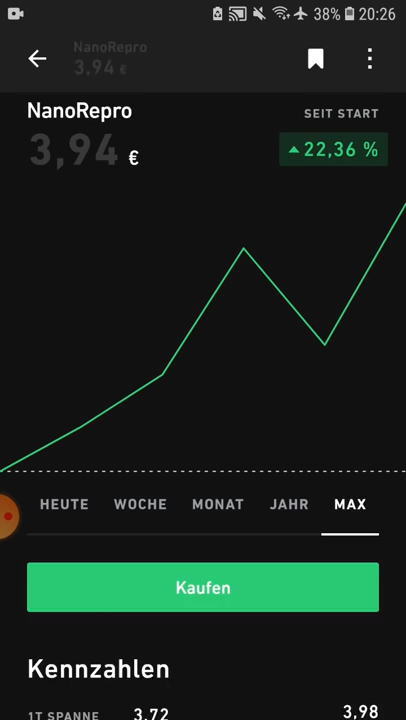 38% 20:26
NanoRepro
3,94 €
NanoRepro
SEIT START
3,94 €
22,36 %
HEUTE WOCHE MONAT JAHR MAX
Kaufen
Kennzahlen
1T SPANNE 3,72 3,98